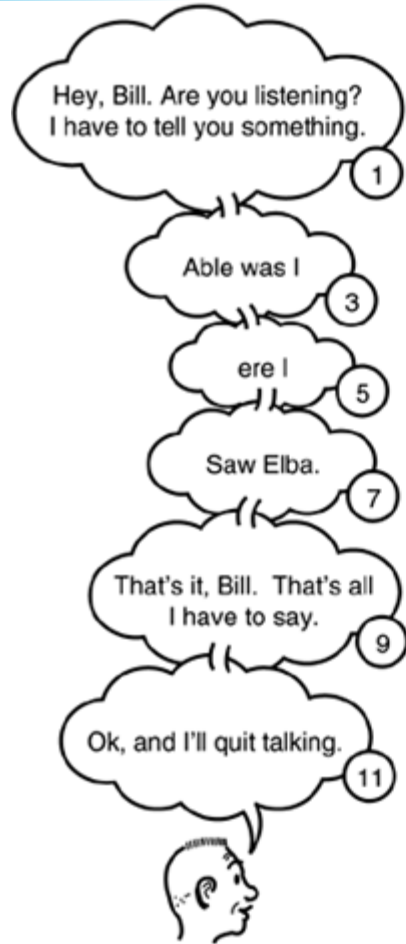 Hey, Bill. Are you listening?
I have to tell you something.
1
Able was I
3
ere I
5
Saw Elba.
7
That's it, Bill. That's all
I have to say.
9
Ok, and I'll quit talking.
11